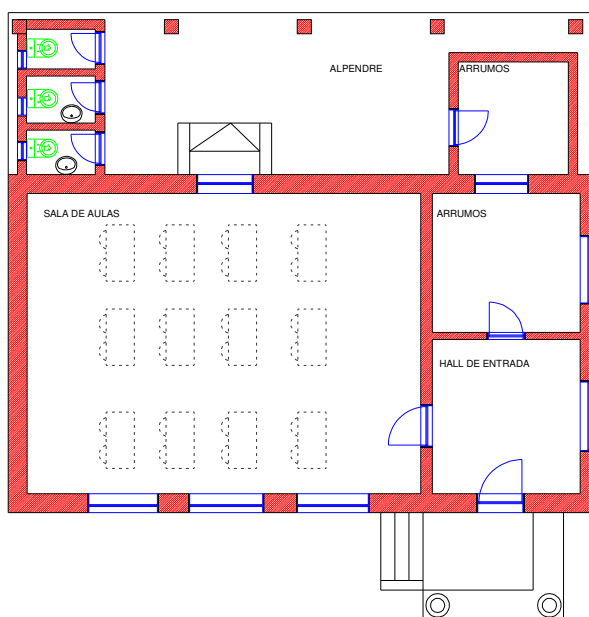 ALPENDRE
ARRUMOS
SALA DE AULAS
ARRUMOS
HALL DE ENTRADA